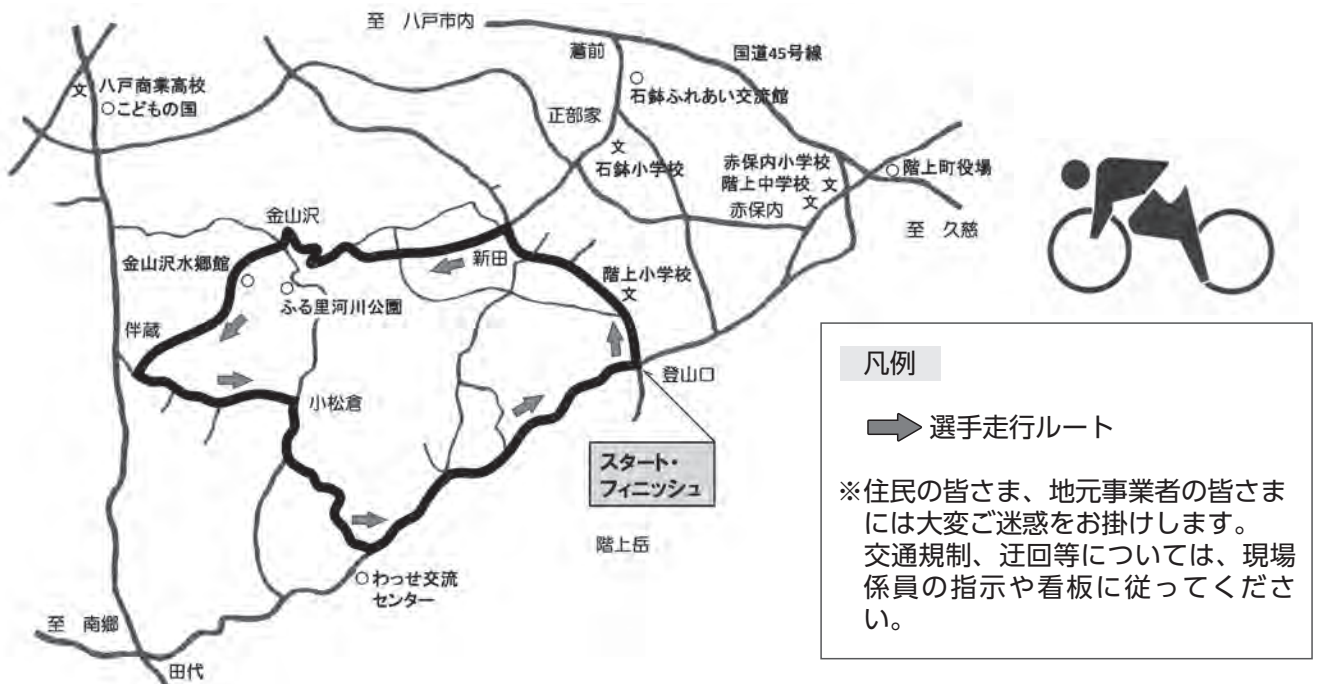 至 八戸市内
蕨前
国道45号線
文
八戸商業高校
こどもの国
石鉢ふれあい交流館
正部家
文
石鉢小学校
赤保内小学校
階上中学校
文
文
階上町役場
赤保内
至 久慈
金山沢
新田
金山沢水郷館
ふる里河川公園
階上小学校
文
伴蔵
登山口
小松倉
スタート・
フィニッシュ
階上岳
わっせ交流
センター
至 南郷
田代
凡例
選手走行ルート
※住民の皆さま、地元事業者の皆さま
には大変ご迷惑をお掛けします。
交通規制、迂回等については、現場
係員の指示や看板に従ってくださ
い。